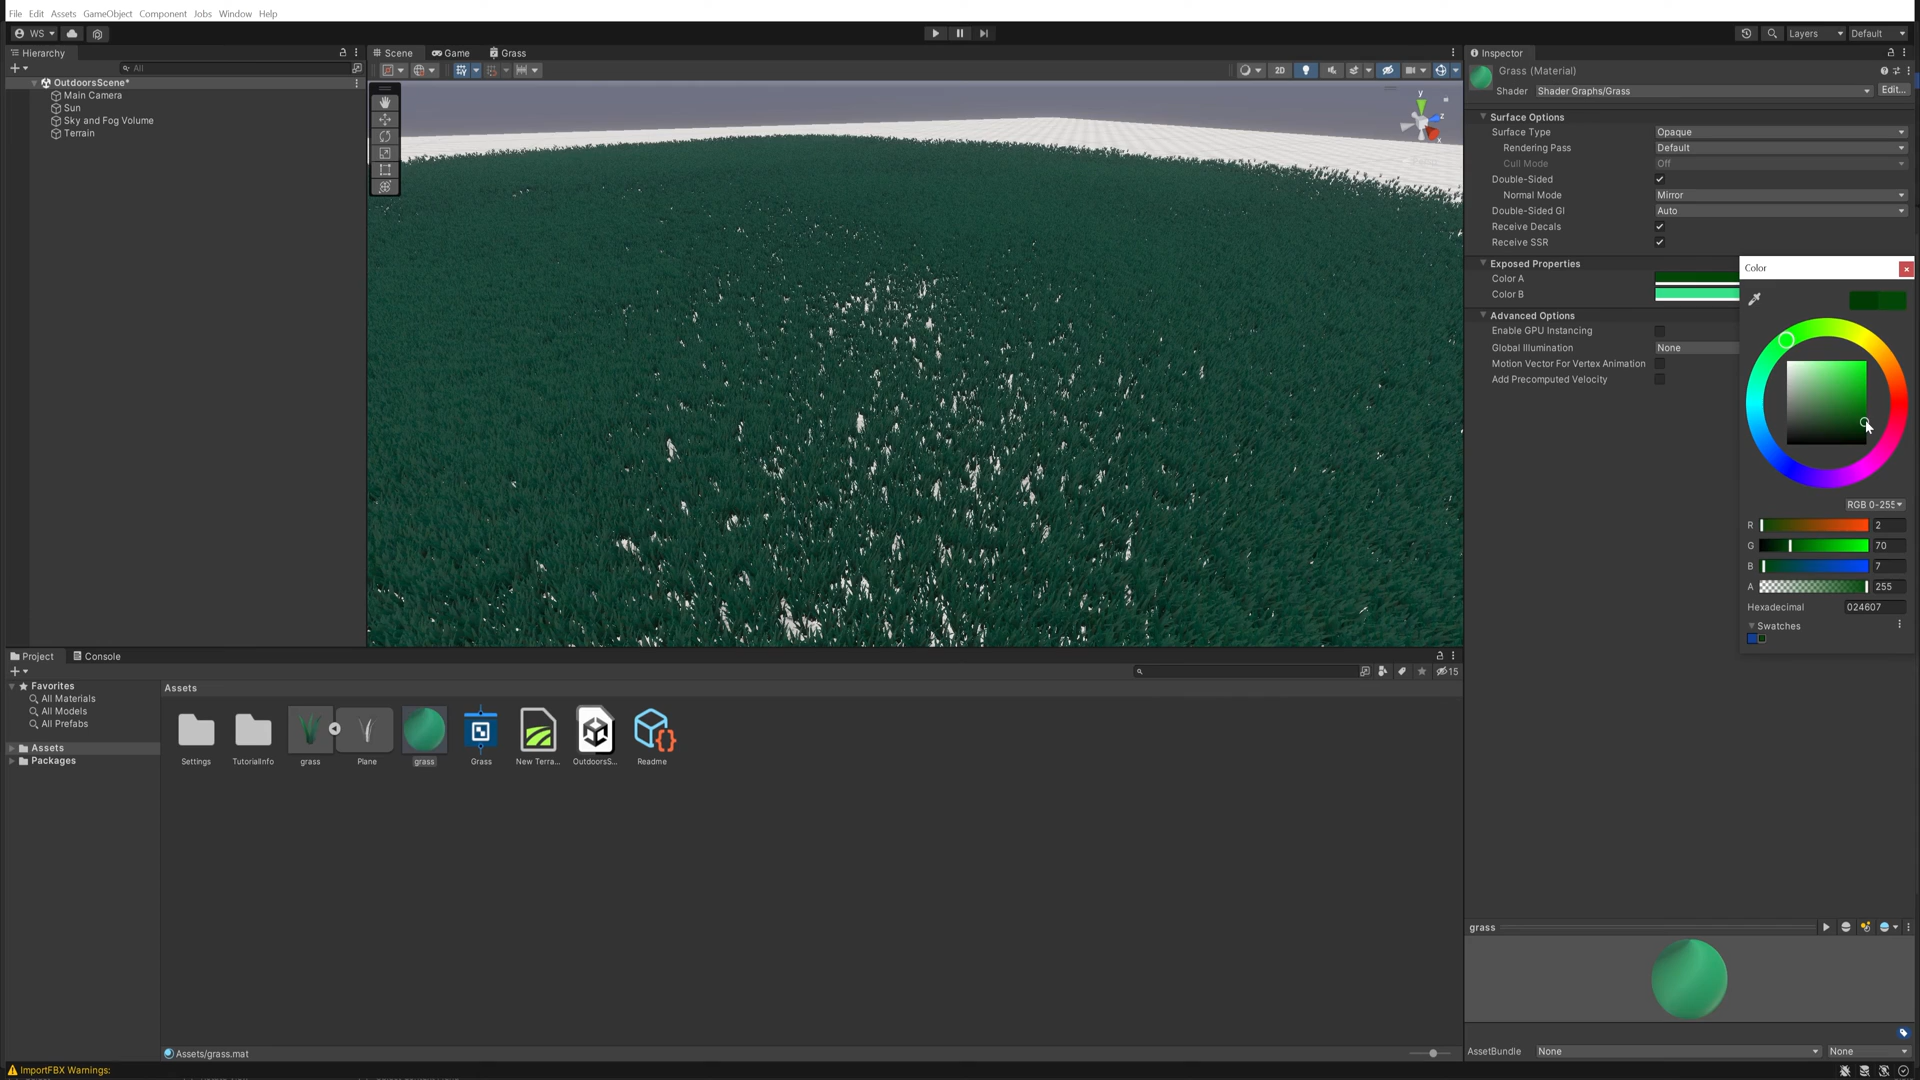 File Edit Assets GameObject Component Jobs Window Help
WS Layers Default
Hierarchy
All
OutdoorsScene*
Main Camera
Sun
Sky and Fog Volume
Terrain
Scene Game Grass
2D
y
z
x
Inspector
Grass (Material)
Shader Shader Graphs/Grass Edit...
Surface Options
Surface Type Opaque
Rendering Pass Default
Cull Mode Off
Double-Sided
Normal Mode Mirror
Double-Sided GI Auto
Receive Decals
Receive SSR
Exposed Properties
Color A
Color B
Advanced Options
Enable GPU Instancing
Global Illumination None
Motion Vector For Vertex Animation
Add Precomputed Velocity
Color
RGB 0-255
R 2
G 70
B 7
A 255
Hexadecimal 024607
Swatches
Project Console
15
Favorites
All Materials
All Models
All Prefabs
Assets
Packages
Assets
Settings TutorialInfo grass Plane grass Grass New Terra... OutdoorsS... Readme
Assets/grass.mat
grass
AssetBundle None None
ImportFBX Warnings: